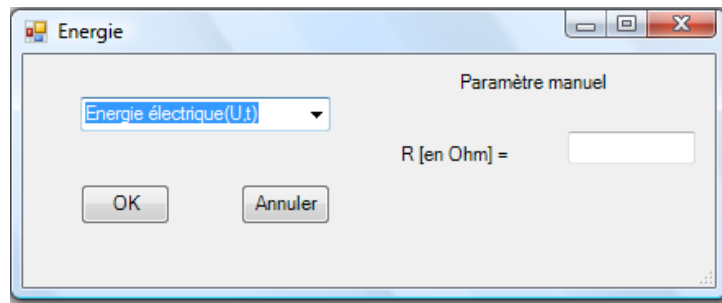 Energie
Paramètre manuel
Energie électrique(U,t)
R [en Ohm] =
OK
Annuler